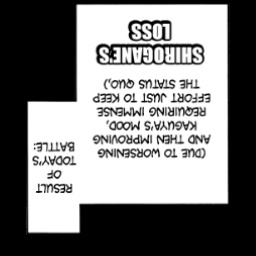 RESULT
OF
TODAY'S
BATTLE:
(DUE TO WORSENING
AND THEN IMPROVING
KAGUYA'S MOOD,
REQUIRING IMMENSE
EFFORT JUST TO KEEP
THE STATUS QUO.)
SHIROGANE'S
LOSS